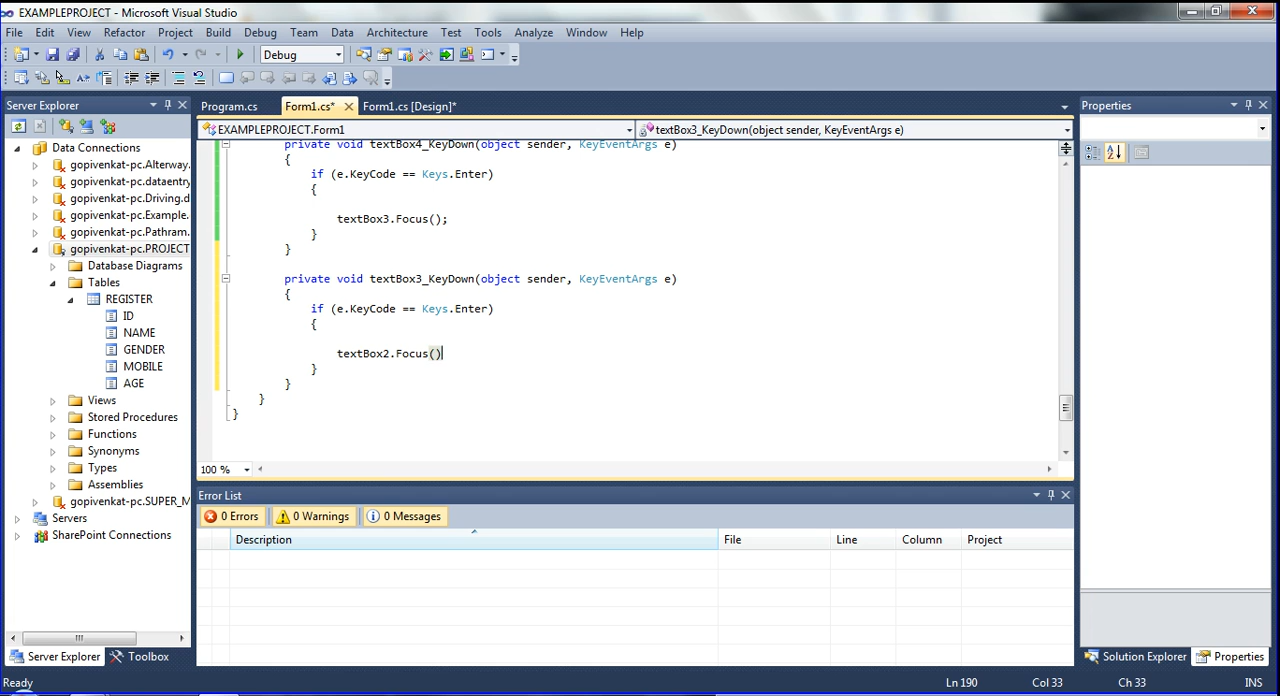 EXAMPLEPROJECT - Microsoft Visual Studio
File Edit View Refactor Project Build Debug Team Data Architecture Test Tools Analyze Window Help
Debug
Server Explorer
Data Connections
gopivenkat-pc.Alterway.
gopivenkat-pc.dataentry
gopivenkat-pc.Driving.d
gopivenkat-pc.Example.
gopivenkat-pc.Pathram.
gopivenkat-pc.PROJECT
Database Diagrams
Tables
REGISTER
ID
NAME
GENDER
MOBILE
AGE
Views
Stored Procedures
Functions
Synonyms
Types
Assemblies
gopivenkat-pc.SUPER_M
Servers
SharePoint Connections
Server Explorer Toolbox
Program.cs Form1.cs* Form1.cs [Design]*
EXAMPLEPROJECT.Form1 textBox3_KeyDown(object sender, KeyEventArgs e)
private void textBox4_KeyDown(object sender, KeyEventArgs e)
{
if (e.KeyCode == Keys.Enter)
{
textBox3.Focus();
}
}
private void textBox3_KeyDown(object sender, KeyEventArgs e)
{
if (e.KeyCode == Keys.Enter)
{
textBox2.Focus()
}
}
}
}
100 %
Error List
0 Errors 0 Warnings 0 Messages
Description File Line Column Project
Properties
Solution Explorer Properties
Ready Ln 190 Col 33 Ch 33 INS